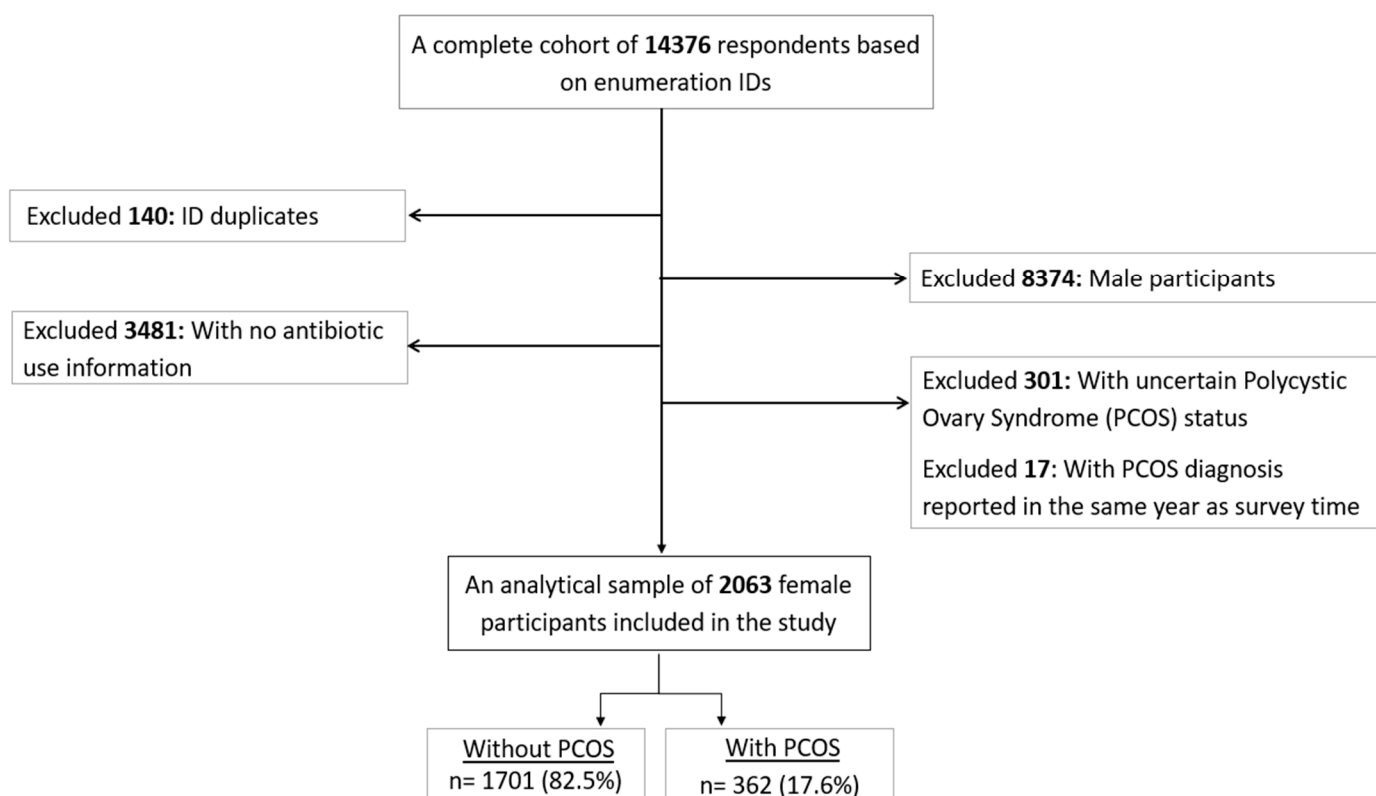 A complete cohort of 14376 respondents based
on enumeration IDs
Excluded 140: ID duplicates
Excluded 8374: Male participants
Excluded 3481: With no antibiotic
use information
Excluded 301: With uncertain Polycystic
Ovary Syndrome (PCOS) status
Excluded 17: With PCOS diagnosis
reported in the same year as survey time
An analytical sample of 2063 female
participants included in the study
Without PCOS
n= 1701 (82.5%)
With PCOS
n= 362 (17.6%)